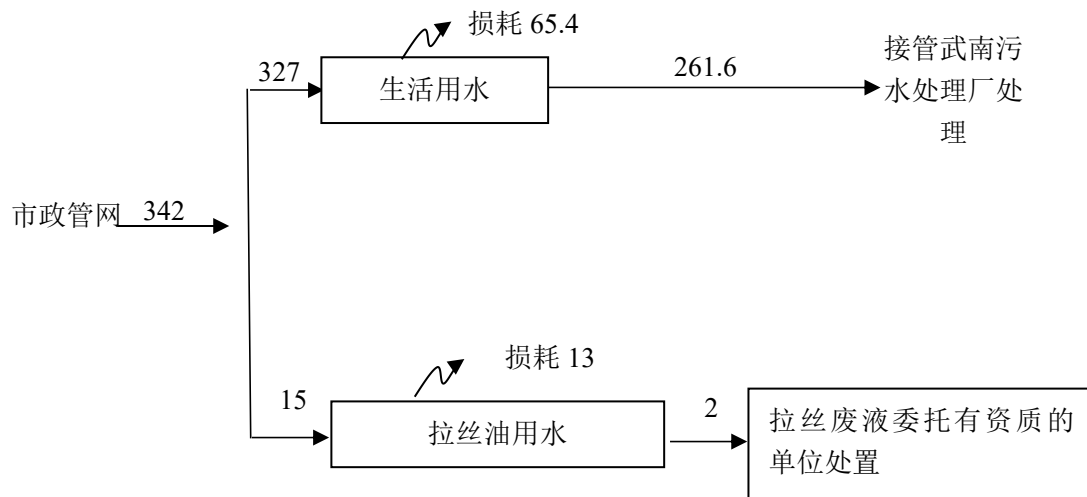 损耗 65.4
327
生活用水
261.6
接管武南污
水处理厂处
理
市政管网
342
损耗 13
15
拉丝油用水
2
拉丝废液委托有资质的
单位处置